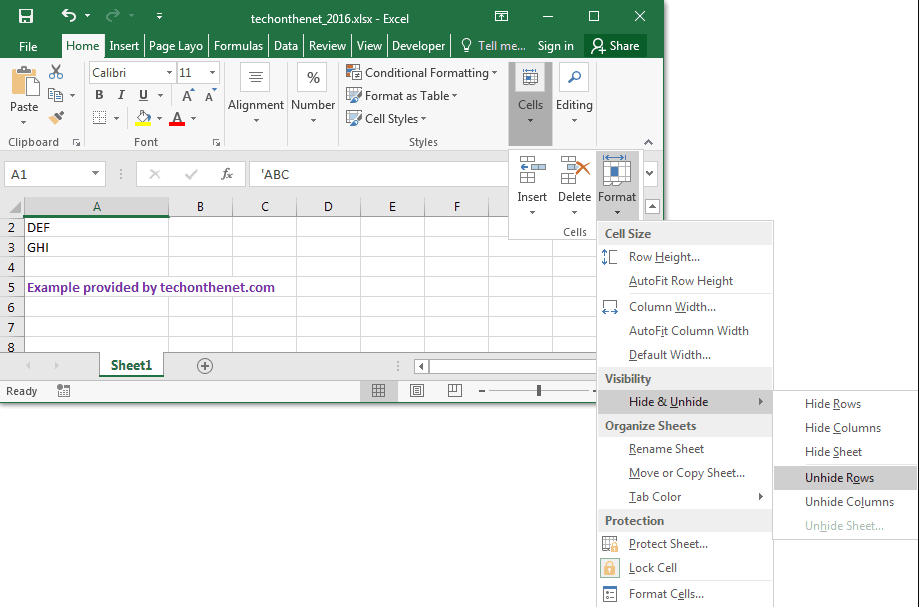 techonthenet_2016.xlsx - Excel
File Home Insert Page Layo Formulas Data Review View Developer Tell me... Sign in Share
Calibri 11
Paste
B I U A A
A
Alignment
%
Number
Conditional Formatting
Format as Table
Cell Styles
Cells
Editing
Clipboard Font Styles
A1 fx 'ABC
Insert Delete Format
Cells
A B C D E F
2 DEF
3 GHI
4
5 Example provided by techonthenet.com
6
7
8
Sheet1
Ready
Cell Size
Row Height...
AutoFit Row Height
Column Width...
AutoFit Column Width
Default Width...
Visibility
Hide & Unhide
Organize Sheets
Rename Sheet
Move or Copy Sheet...
Tab Color
Protection
Protect Sheet...
Lock Cell
Format Cells...
Hide Rows
Hide Columns
Hide Sheet
Unhide Rows
Unhide Columns
Unhide Sheet...